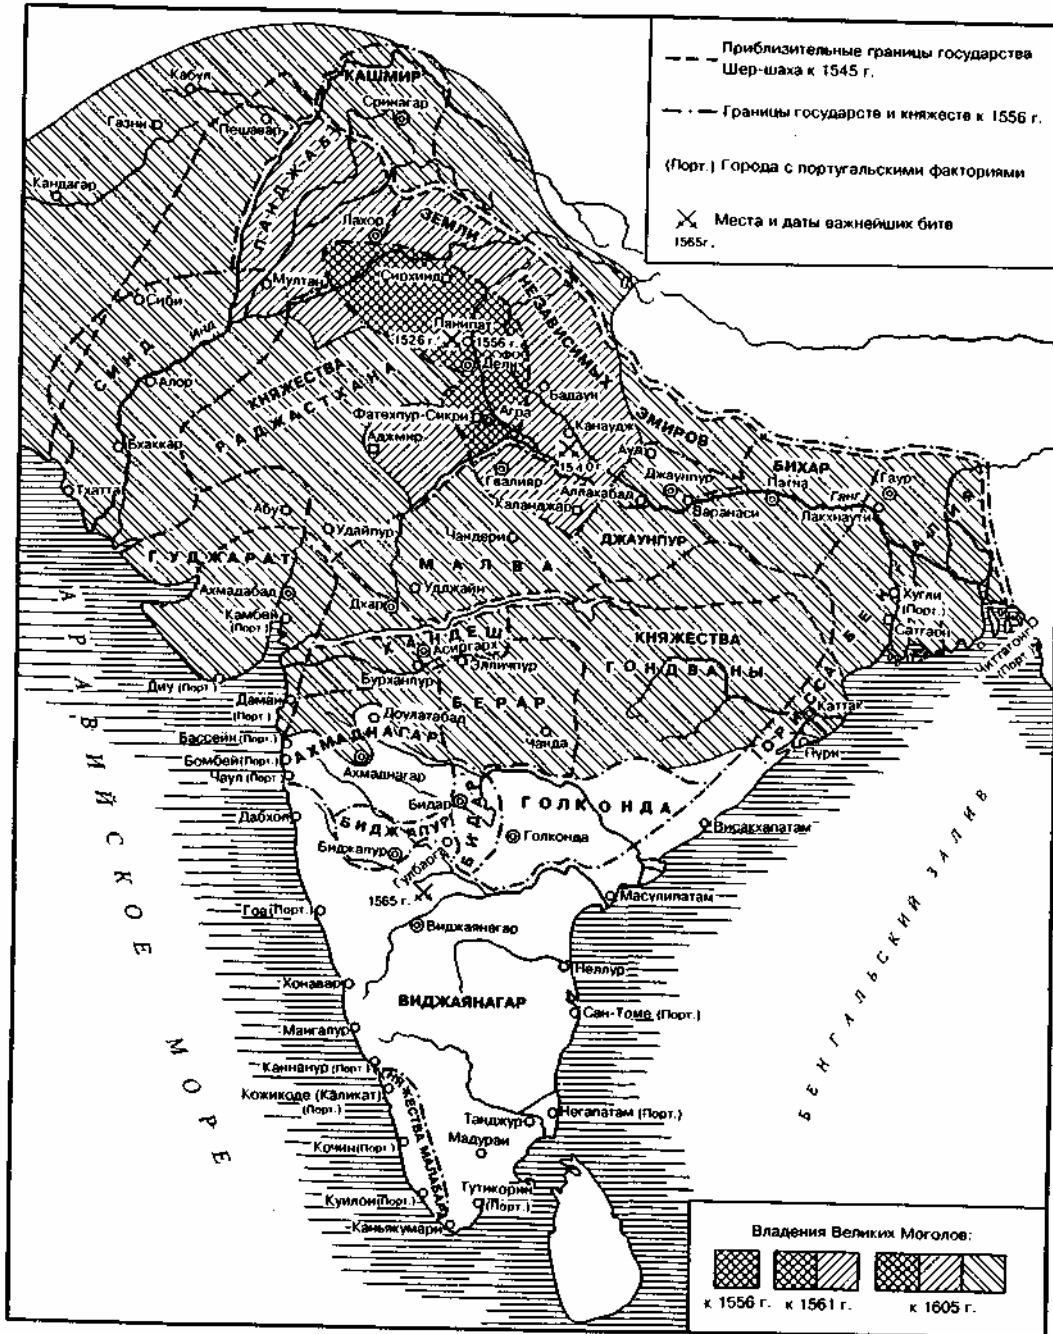 Приблизительные границы государства
Шер-шаха к 1545 г.
Границы государств и княжеств к 1556 г.
(Порт.) Города с португальскими факториями
Места и даты важнейших битв
1565г.
КАШМИР
Кабул
Сринагар
Газни
Пешавар
Кандагар
ПАНДЖАБ
Лахор
ЗЕМЛИ
НЕЗАВИСИМЫХ
ЭМИРОВ
Мултан
Сирхинд
Сиби
Панипат
1526 г.
1556 г.
СИНД
Инд
Дели
Алор
КНЯЖЕСТВА
РАДЖАСТХАНА
Бадаун
Фатехпур-Сикри
Агра
Аджмир
Канаудж
Бхаккар
1540 г.
Ауд
БИХАР
Гвалияр
Джаунпур
Патна
Гаур
Тхатта
Каланджар
Аллахабад
Варанаси
Ганг
Лакхнаути
Абу
Удайпур
Чандери
ДЖАУНПУР
БЕНГАЛИЯ
ГУДЖАРАТ
МАЛВА
Ахмадабад
Удджайн
Хугли
(Порт.)
Камбей
(Порт.)
Дхар
Сатгаон
Читтагонг
(Порт.)
КАНДЕШ
Асиргарх
КНЯЖЕСТВА
ГОНДВАНЫ
Бурханпур
Элличпур
Диу (Порт.)
Даман
(Порт.)
БЕРАР
ОРИССА
Каттак
Доулатабад
Бассейн (Порт.)
АХМАДНАГАР
Чанда
Пури
Бомбей (Порт.)
Ахмаднагар
Чаул (Порт.)
Бидар
БИДАР
ГОЛКОНДА
Дабхол
БИДЖАПУР
Висакхапатам
Биджапур
Гулбарга
Голконда
1565 г.
Масулипатам
Гоа (Порт.)
Виджаянагар
Неллур
Хонавар
ВИДЖАЯНАГАР
Сан-Томе (Порт.)
Мангалур
Каннанур (Порт.)
КНЯЖЕСТВА МАЛАБАРА
Кожикоде (Каликат)
(Порт.)
Танджур
Негапатам (Порт.)
Кочин (Порт.)
Мадураи
Куилон (Порт.)
Тутикорин
(Порт.)
Каньякумари
АРАВИЙСКОЕ МОРЕ
БЕНГАЛЬСКИЙ ЗАЛИВ
Владения Великих Моголов:
к 1556 г. к 1561 г. к 1605 г.